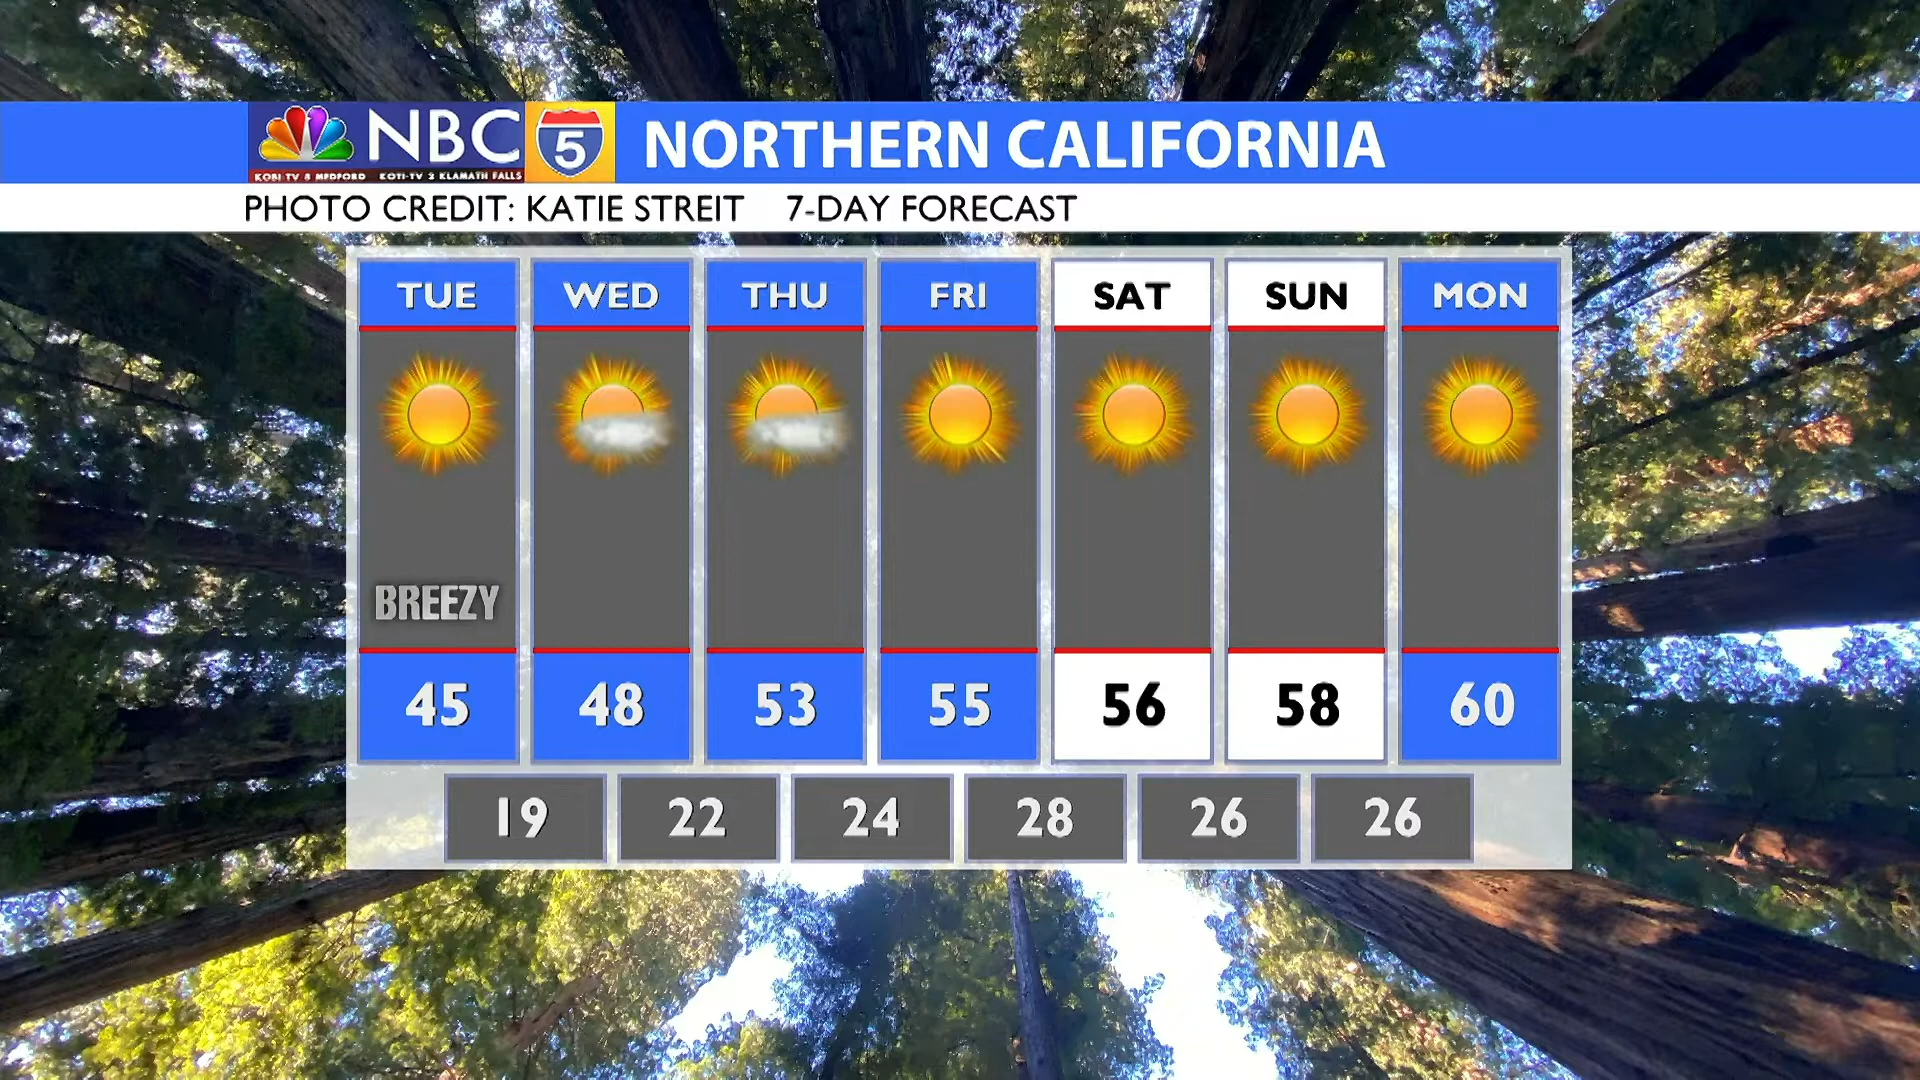 NBC 5 NORTHERN CALIFORNIA
KOBI-TV 5 MEDFORD KOTI-TV 2 KLAMATH FALLS
PHOTO CREDIT: KATIE STREIT 7-DAY FORECAST
TUE WED THU FRI SAT SUN MON
BREEZY
45 48 53 55 56 58 60
19 22 24 28 26 26